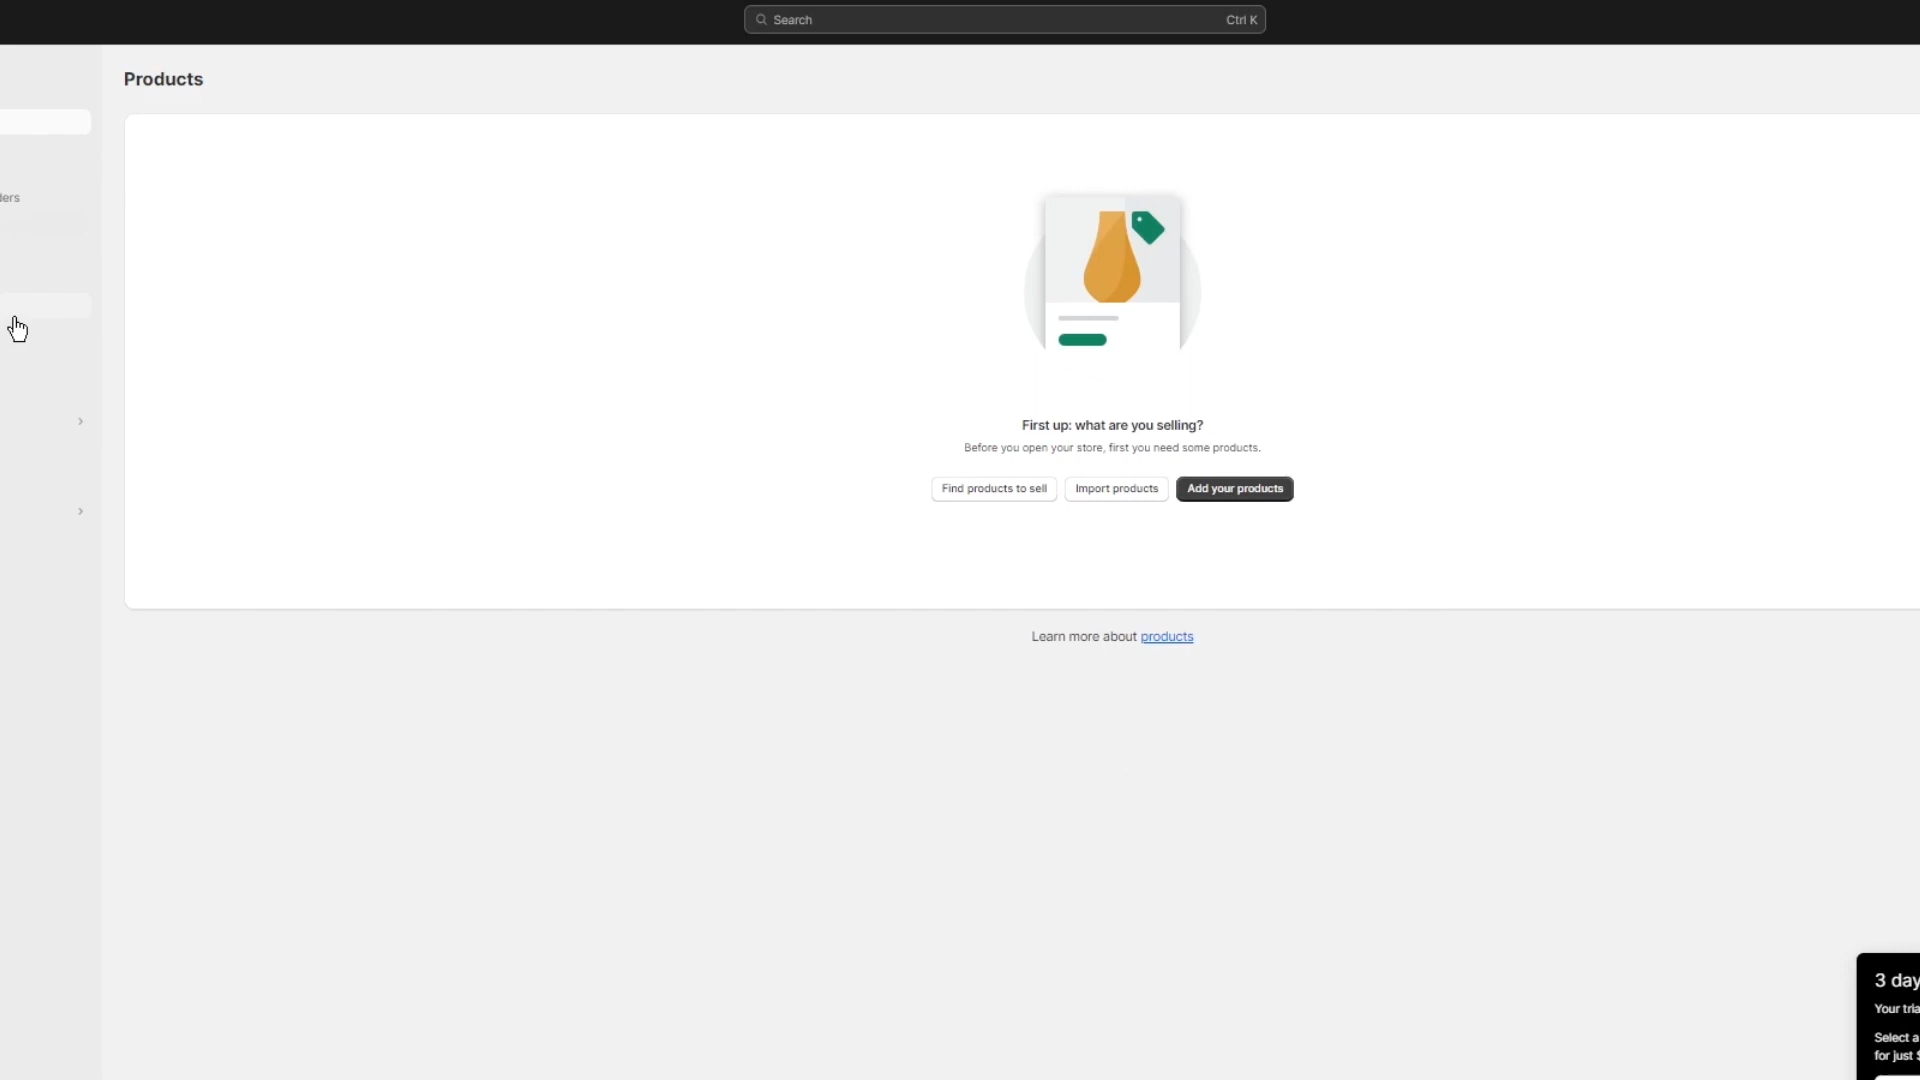 Search Ctrl K
Products
ders
First up: what are you selling?
Before you open your store, first you need some products.
Find products to sell Import products Add your products
Learn more about products
3 day
Your tria
Select a
for just $